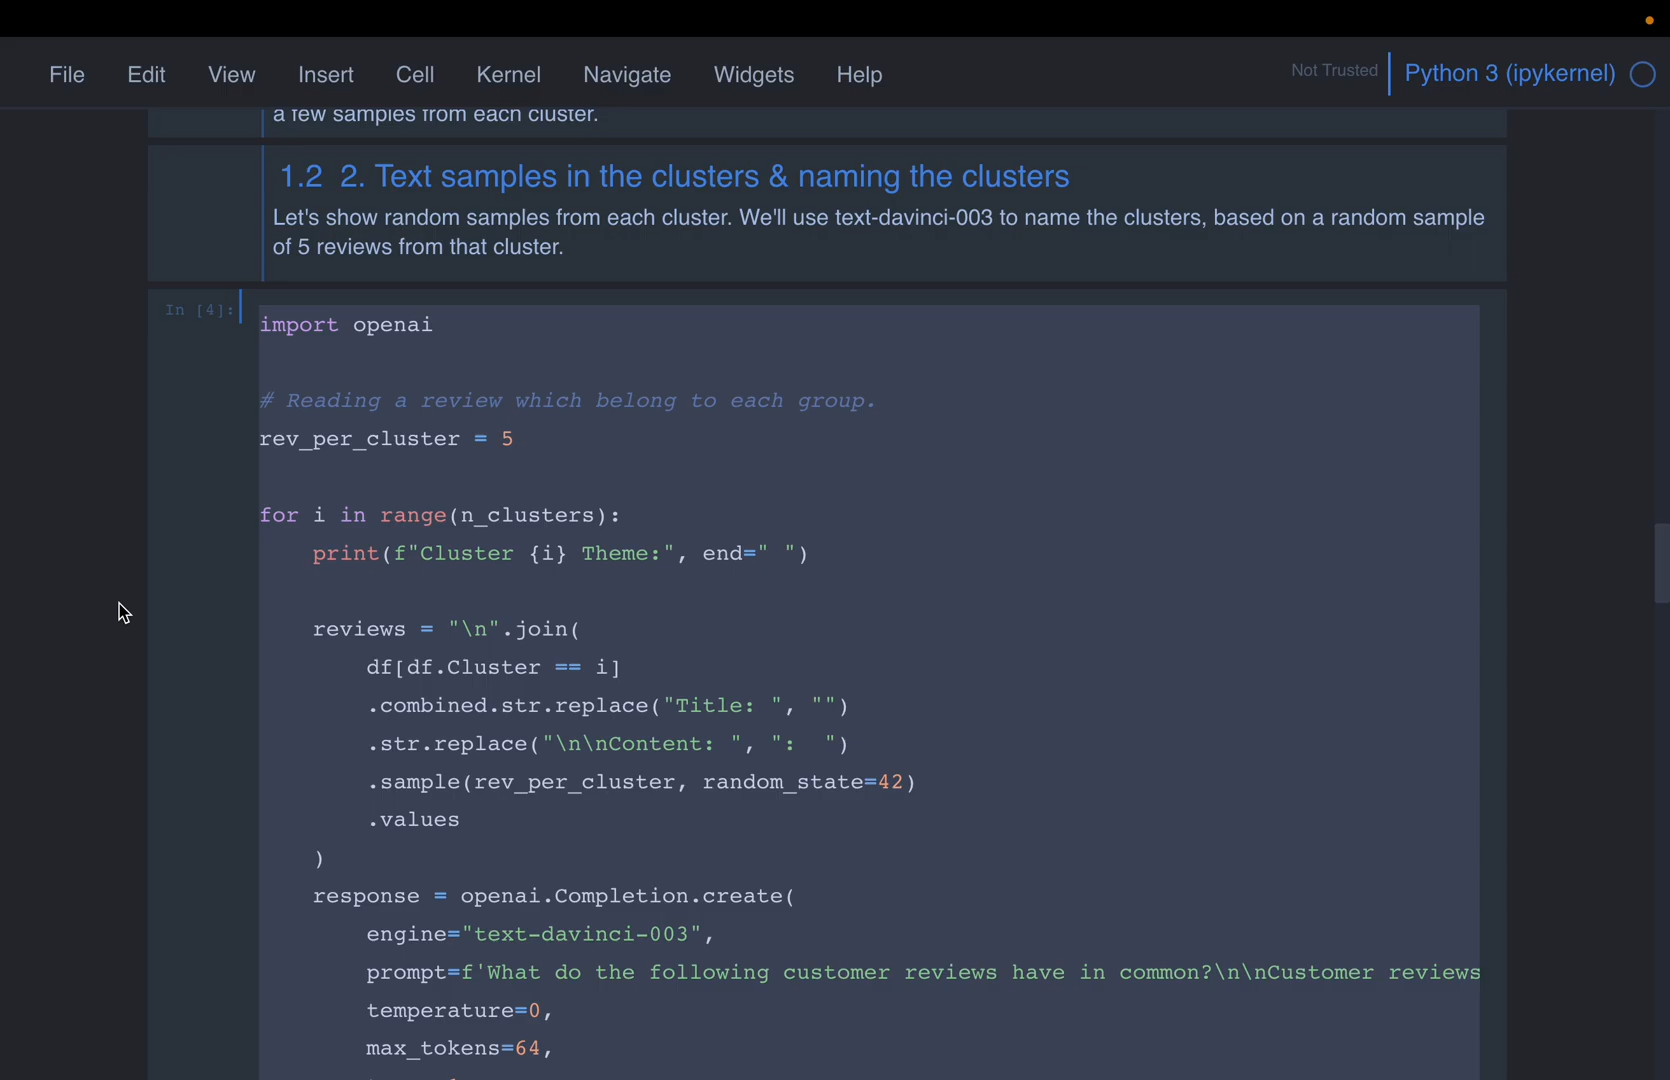 File Edit View Insert Cell Kernel Navigate Widgets Help Not Trusted Python 3 (ipykernel)
a few samples from each cluster.
1.2 2. Text samples in the clusters & naming the clusters
Let's show random samples from each cluster. We'll use text-davinci-003 to name the clusters, based on a random sample
of 5 reviews from that cluster.
In [4]:
import openai
# Reading a review which belong to each group.
rev_per_cluster = 5
for i in range(n_clusters):
print(f"Cluster {i} Theme:", end=" ")
reviews = "\n".join(
df[df.Cluster == i]
.combined.str.replace("Title: ", "")
.str.replace("\n\nContent: ", ":  ")
.sample(rev_per_cluster, random_state=42)
.values
)
response = openai.Completion.create(
engine="text-davinci-003",
prompt=f'What do the following customer reviews have in common?\n\nCustomer reviews
temperature=0,
max_tokens=64,